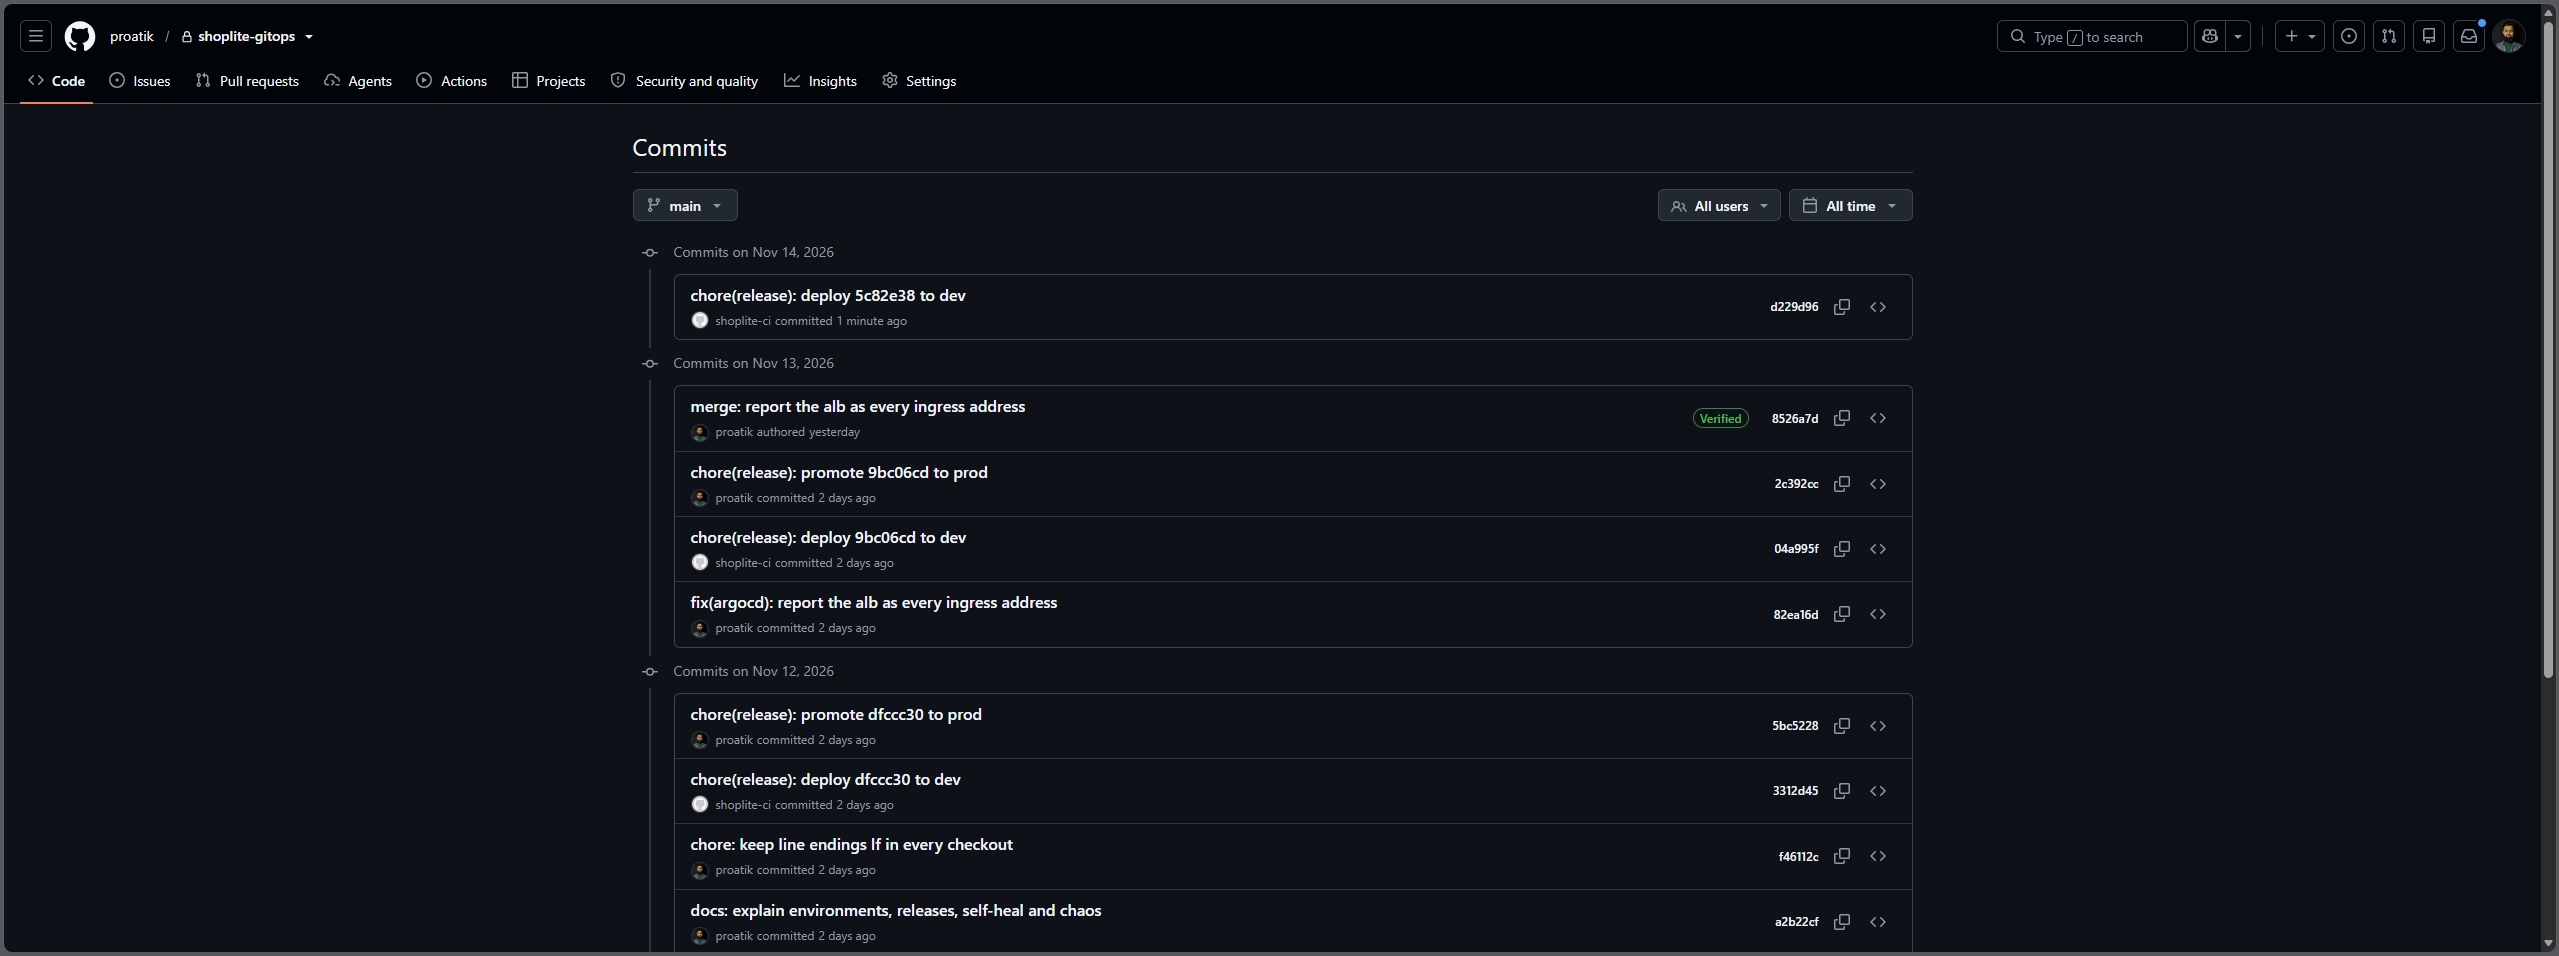 proatik / shoplite-gitops
Type / to search
Code
Issues
Pull requests
Agents
Actions
Projects
Security and quality
Insights
Settings
Commits
main
All users
All time
Commits on Nov 14, 2026
chore(release): deploy 5c82e38 to dev
shoplite-ci committed 1 minute ago
d229d96
Commits on Nov 13, 2026
merge: report the alb as every ingress address
proatik authored yesterday
Verified
8526a7d
chore(release): promote 9bc06cd to prod
proatik committed 2 days ago
2c392cc
chore(release): deploy 9bc06cd to dev
shoplite-ci committed 2 days ago
04a995f
fix(argocd): report the alb as every ingress address
proatik committed 2 days ago
82ea16d
Commits on Nov 12, 2026
chore(release): promote dfccc30 to prod
proatik committed 2 days ago
5bc5228
chore(release): deploy dfccc30 to dev
shoplite-ci committed 2 days ago
3312d45
chore: keep line endings lf in every checkout
proatik committed 2 days ago
f46112c
docs: explain environments, releases, self-heal and chaos
proatik committed 2 days ago
a2b22cf